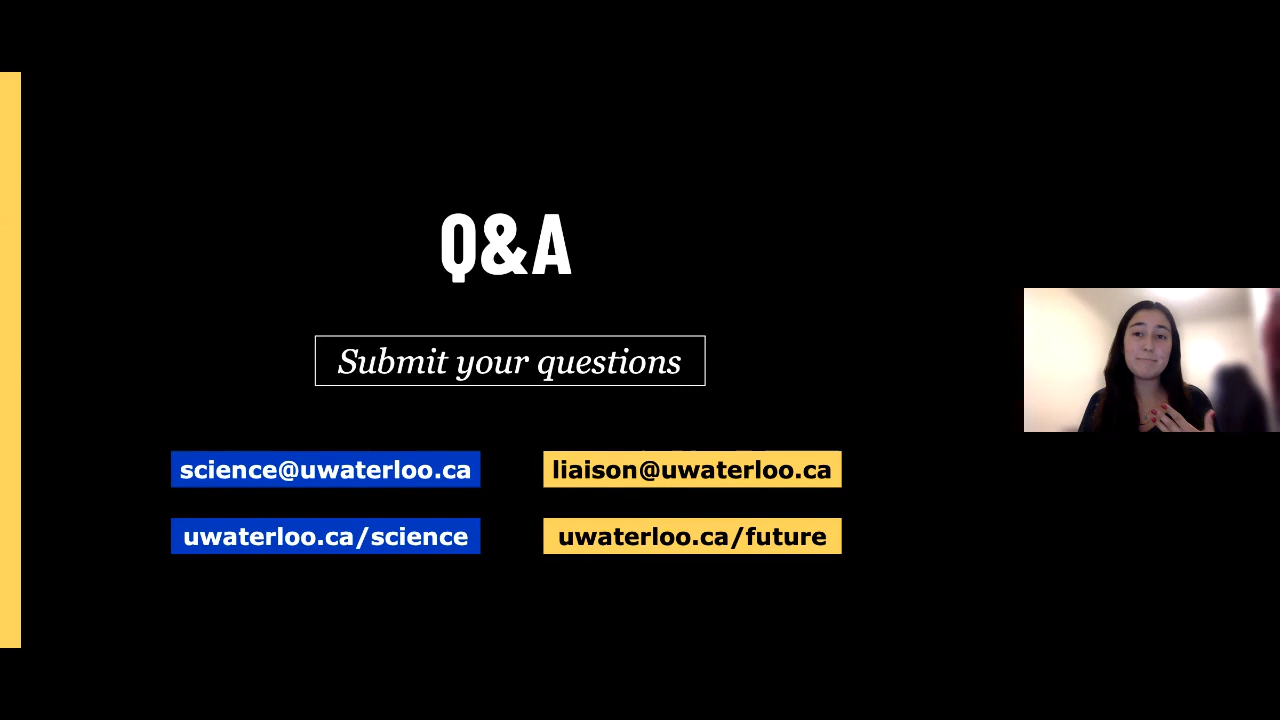 Q&A
Submit your questions
science@uwaterloo.ca
liaison@uwaterloo.ca
uwaterloo.ca/science
uwaterloo.ca/future